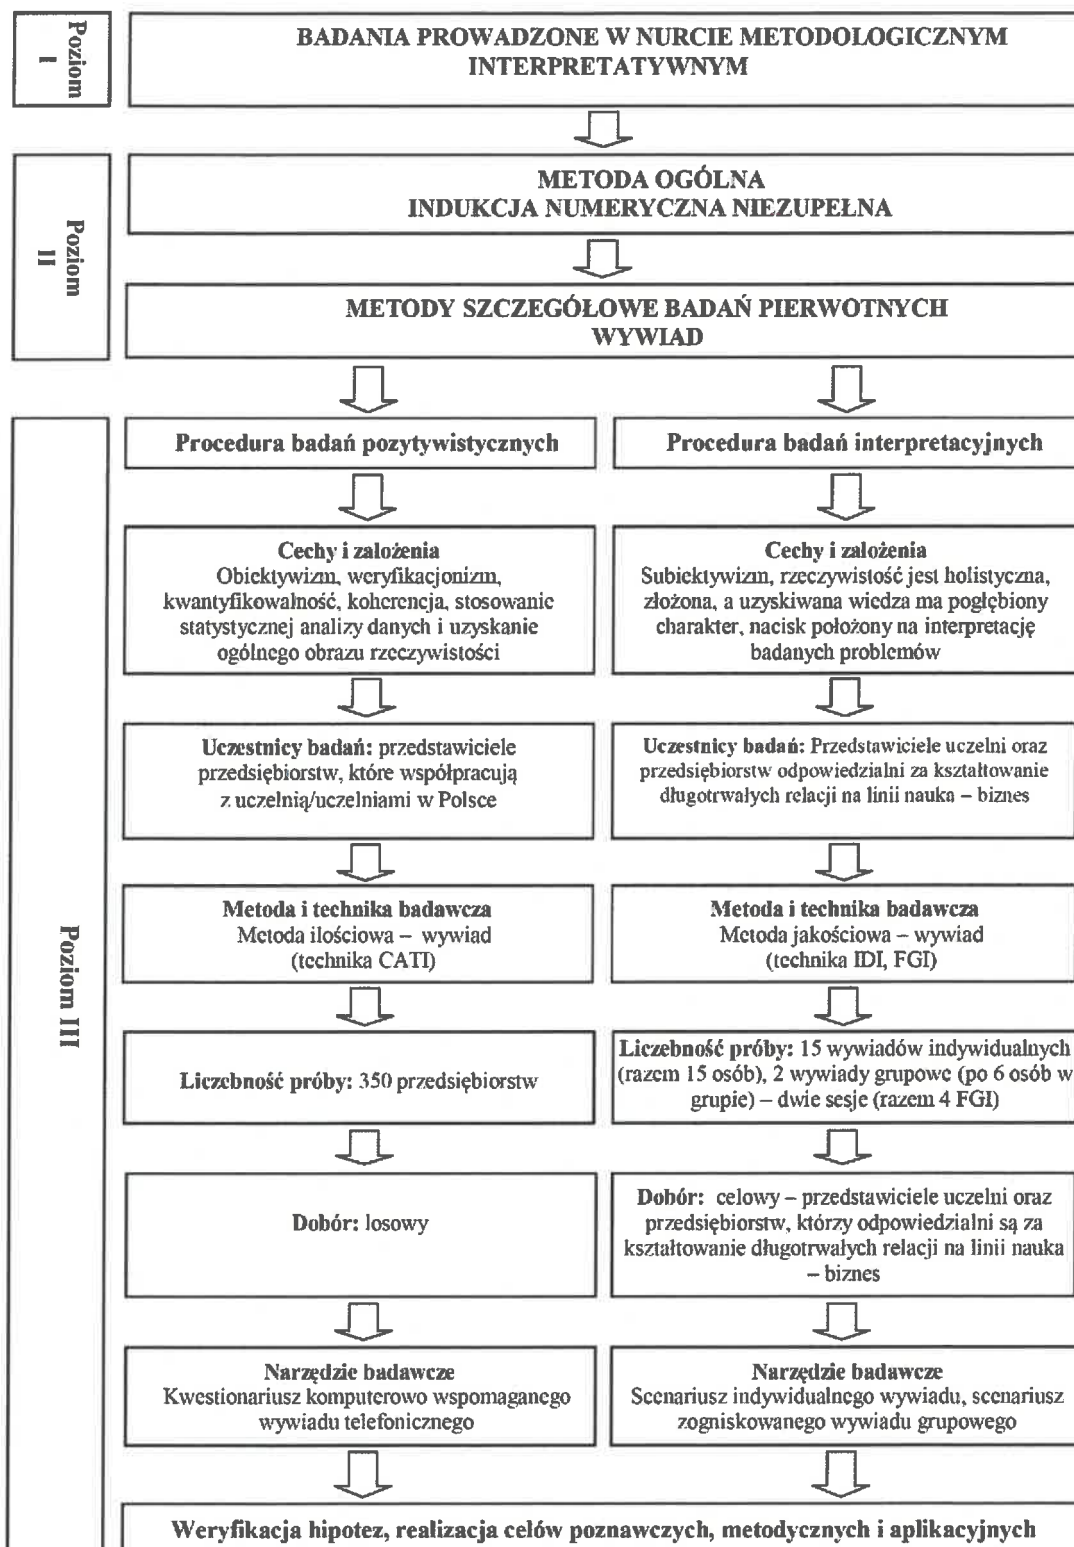 Poziom
I
BADANIA PROWADZONE W NURCIE METODOLOGICZNYM
INTERPRETATYWNYM
Poziom
II
METODA OGÓLNA
INDUKCJA NUMERYCZNA NIEZUPEŁNA
METODY SZCZEGÓŁOWE BADAŃ PIERWOTNYCH
WYWIAD
Poziom III
Procedura badań pozytywistycznych
Cechy i założenia
Obiektywizm, weryfikacjonizm,
kwantyfikowalność, koherencja, stosowanie
statystycznej analizy danych i uzyskanie
ogólnego obrazu rzeczywistości
Uczestnicy badań: przedstawiciele
przedsiębiorstw, które współpracują
z uczelnią/uczelniami w Polsce
Metoda i technika badawcza
Metoda ilościowa – wywiad
(technika CATI)
Liczebność próby: 350 przedsiębiorstw
Dobór: losowy
Narzędzie badawcze
Kwestionariusz komputerowo wspomaganego
wywiadu telefonicznego
Procedura badań interpretacyjnych
Cechy i założenia
Subiektywizm, rzeczywistość jest holistyczna,
złożona, a uzyskiwana wiedza ma pogłębiony
charakter, nacisk położony na interpretację
badanych problemów
Uczestnicy badań: Przedstawiciele uczelni oraz
przedsiębiorstw odpowiedzialni za kształtowanie
długotrwałych relacji na linii nauka – biznes
Metoda i technika badawcza
Metoda jakościowa – wywiad
(technika IDI, FGI)
Liczebność próby: 15 wywiadów indywidualnych
(razem 15 osób), 2 wywiady grupowe (po 6 osób w
grupie) – dwie sesje (razem 4 FGI)
Dobór: celowy – przedstawiciele uczelni oraz
przedsiębiorstw, którzy odpowiedzialni są za
kształtowanie długotrwałych relacji na linii nauka
– biznes
Narzędzie badawcze
Scenariusz indywidualnego wywiadu, scenariusz
zogniskowanego wywiadu grupowego
Weryfikacja hipotez, realizacja celów poznawczych, metodycznych i aplikacyjnych